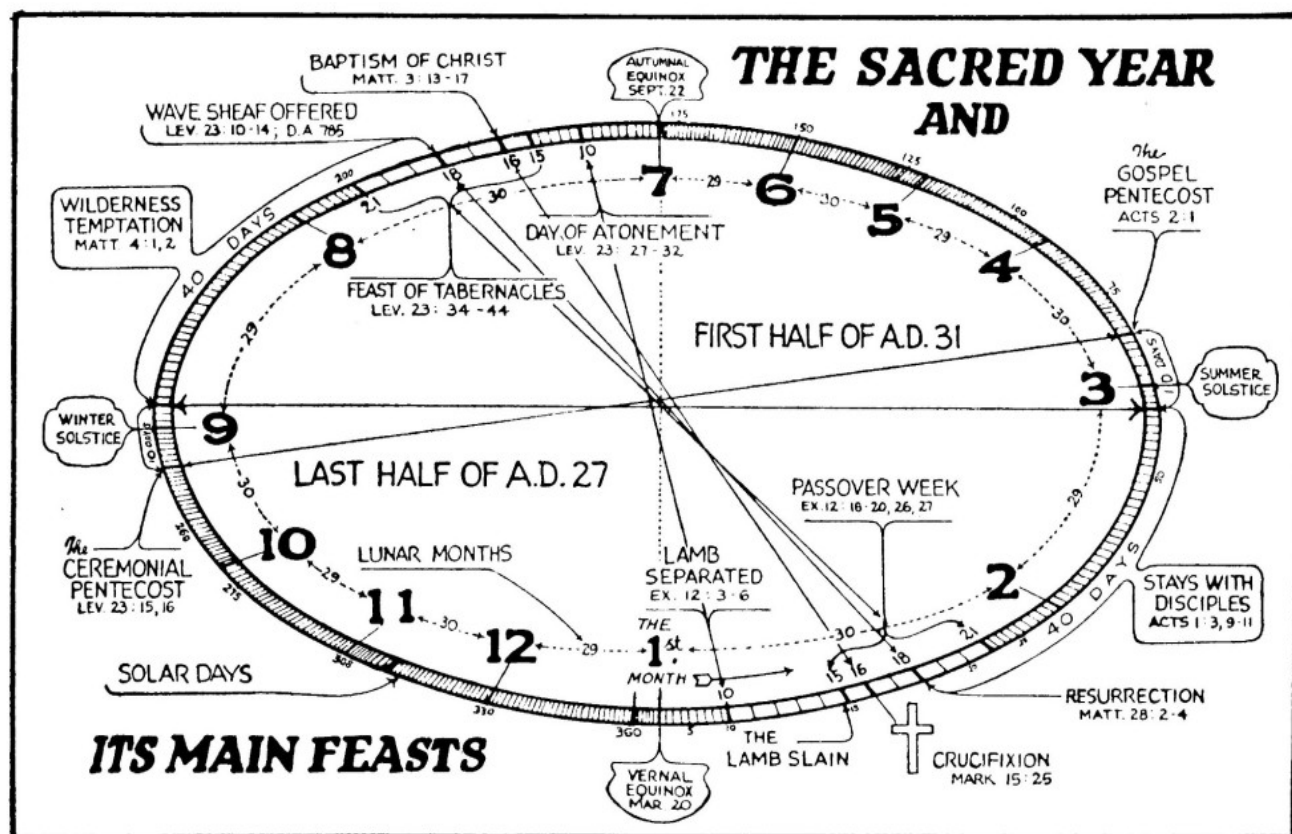 THE SACRED YEAR
AND
ITS MAIN FEASTS
BAPTISM OF CHRIST
MATT. 3:13-17
AUTUMNAL
EQUINOX
SEPT. 22
WAVE SHEAF OFFERED
LEV. 23:10-14; D.A 785
The
GOSPEL
PENTECOST
ACTS 2:1
WILDERNESS
TEMPTATION
MATT. 4:1,2
40 DAYS
200
21
18
16
15
10
175
150
125
100
75
50
7
29
6
30
5
29
4
30
3
29
2
30
1st
THE
MONTH
29
12
30
11
29
10
30
9
29
8
30
DAY OF ATONEMENT
LEV. 23:27-32
FEAST OF TABERNACLES
LEV. 23:34-44
FIRST HALF OF A.D. 31
10 DAYS
SUMMER
SOLSTICE
WINTER
SOLSTICE
10 DAYS
LAST HALF OF A.D. 27
PASSOVER WEEK
EX. 12:18-20, 26, 27
The
CEREMONIAL
PENTECOST
LEV. 23:15, 16
LUNAR MONTHS
LAMB
SEPARATED
EX. 12:3-6
40 DAYS
STAYS WITH
DISCIPLES
ACTS 1:3, 9-11
SOLAR DAYS
10
15
16
18
21
360
5
10
15
RESURRECTION
MATT. 28:2-4
THE
LAMB SLAIN
CRUCIFIXION
MARK 15:25
VERNAL
EQUINOX
MAR. 20